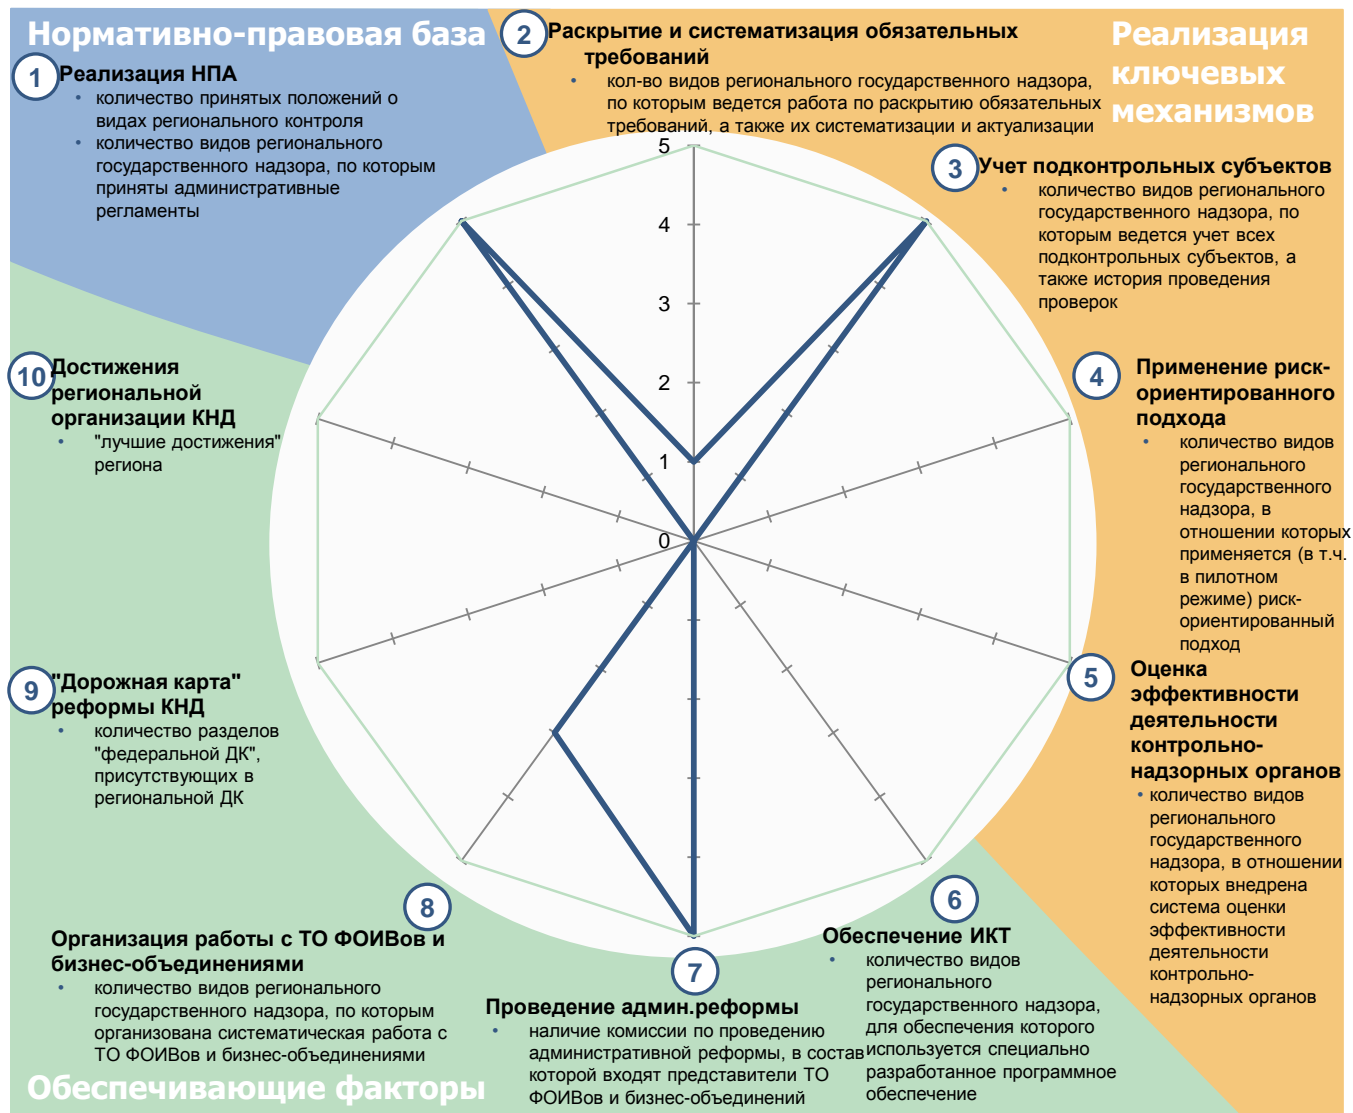 Нормативно-правовая база
1
Реализация НПА
• количество принятых положений о
видах регионального контроля
• количество видов регионального
государственного надзора, по которым
приняты административные
регламенты
2
Раскрытие и систематизация обязательных
требований
• кол-во видов регионального государственного надзора,
по которым ведется работа по раскрытию обязательных
требований, а также их систематизации и актуализации
Реализация
ключевых
механизмов
3
Учет подконтрольных субъектов
• количество видов регионального
государственного надзора, по
которым ведется учет всех
подконтрольных субъектов, а
также история проведения
проверок
4
Применение риск-
ориентированного
подхода
• количество видов
регионального
государственного
надзора, в
отношении которых
применяется (в т.ч.
в пилотном
режиме) риск-
ориентированный
подход
5
Оценка
эффективности
деятельности
контрольно-
надзорных органов
• количество видов
регионального
государственного
надзора, в отношении
которых внедрена
система оценки
эффективности
деятельности
контрольно-
надзорных органов
5
4
3
2
1
0
10
Достижения
региональной
организации КНД
• "лучшие достижения"
региона
9
"Дорожная карта"
реформы КНД
• количество разделов
"федеральной ДК",
присутствующих в
региональной ДК
8
Организация работы с ТО ФОИВов и
бизнес-объединениями
• количество видов регионального
государственного надзора, по которым
организована систематическая работа с
ТО ФОИВов и бизнес-объединениями
7
Проведение админ.реформы
• наличие комиссии по проведению
административной реформы, в состав
которой входят представители ТО
ФОИВов и бизнес-объединений
6
Обеспечение ИКТ
• количество видов
регионального
государственного надзора,
для обеспечения которого
используется специально
разработанное программное
обеспечение
Обеспечивающие факторы